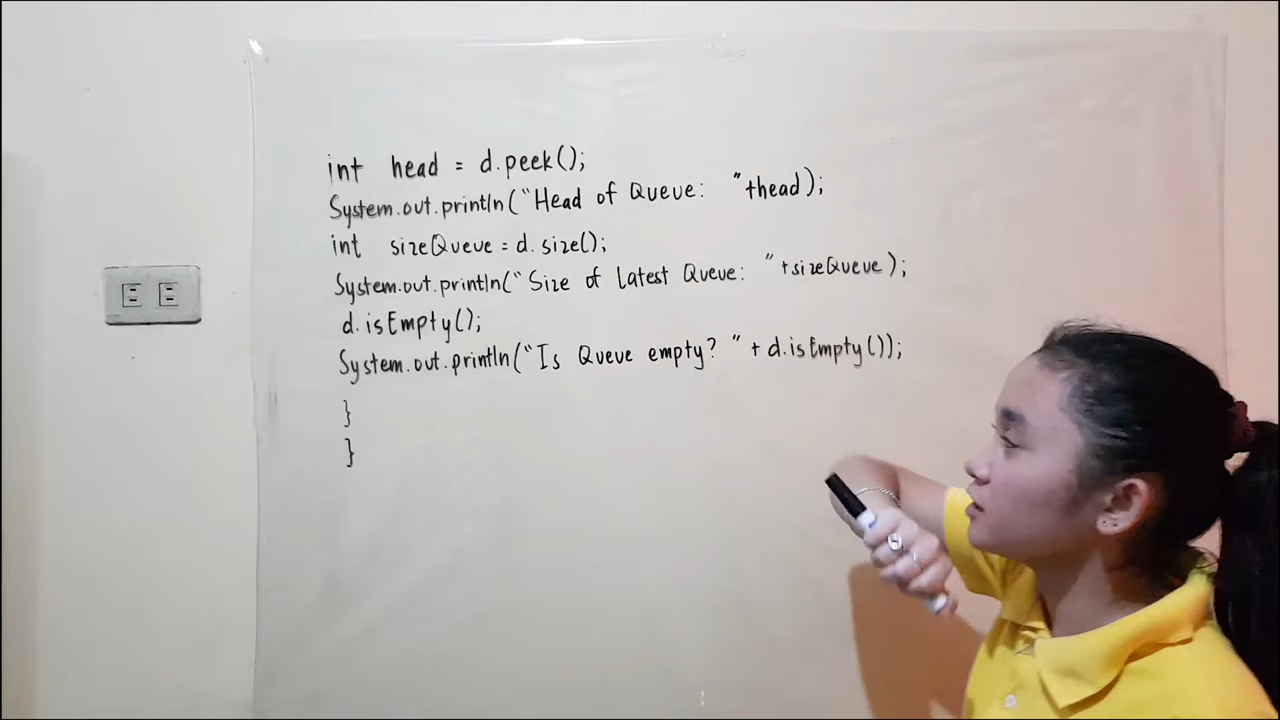 int head = d.peek();
System.out.println("Head of Queue: "+head);
int sizeQueue = d.size();
System.out.println("Size of Latest Queue: "+sizeQueue);
d.isEmpty();
System.out.println("Is Queue empty? "+ d.isEmpty());
}
}